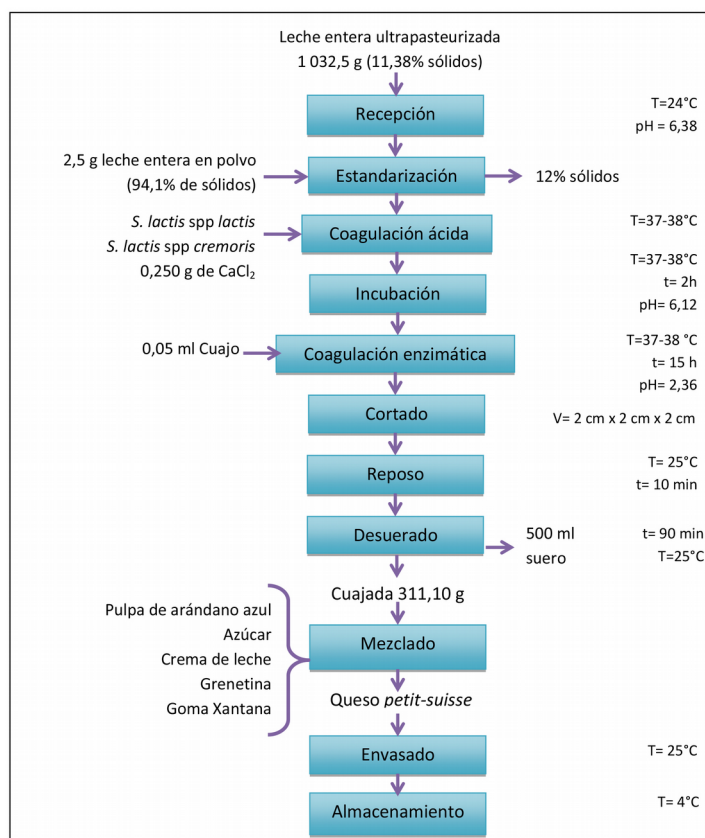 Leche entera ultrapasteurizada
1 032,5 g (11,38% sólidos)
Recepción
T=24°C
pH = 6,38
2,5 g leche entera en polvo
(94,1% de sólidos)
Estandarización
12% sólidos
S. lactis spp lactis
S. lactis spp cremoris
0,250 g de CaCl₂
Coagulación ácida
T=37-38°C
Incubación
T=37-38°C
t= 2h
pH= 6,12
0,05 ml Cuajo
Coagulación enzimática
T=37-38 °C
t= 15 h
pH= 2,36
Cortado
V= 2 cm x 2 cm x 2 cm
Reposo
T= 25°C
t= 10 min
Desuerado
500 ml
suero
t= 90 min
T=25°C
Cuajada 311,10 g
Pulpa de arándano azul
Azúcar
Crema de leche
Grenetina
Goma Xantana
Mezclado
Queso petit-suisse
Envasado
T= 25°C
Almacenamiento
T= 4°C